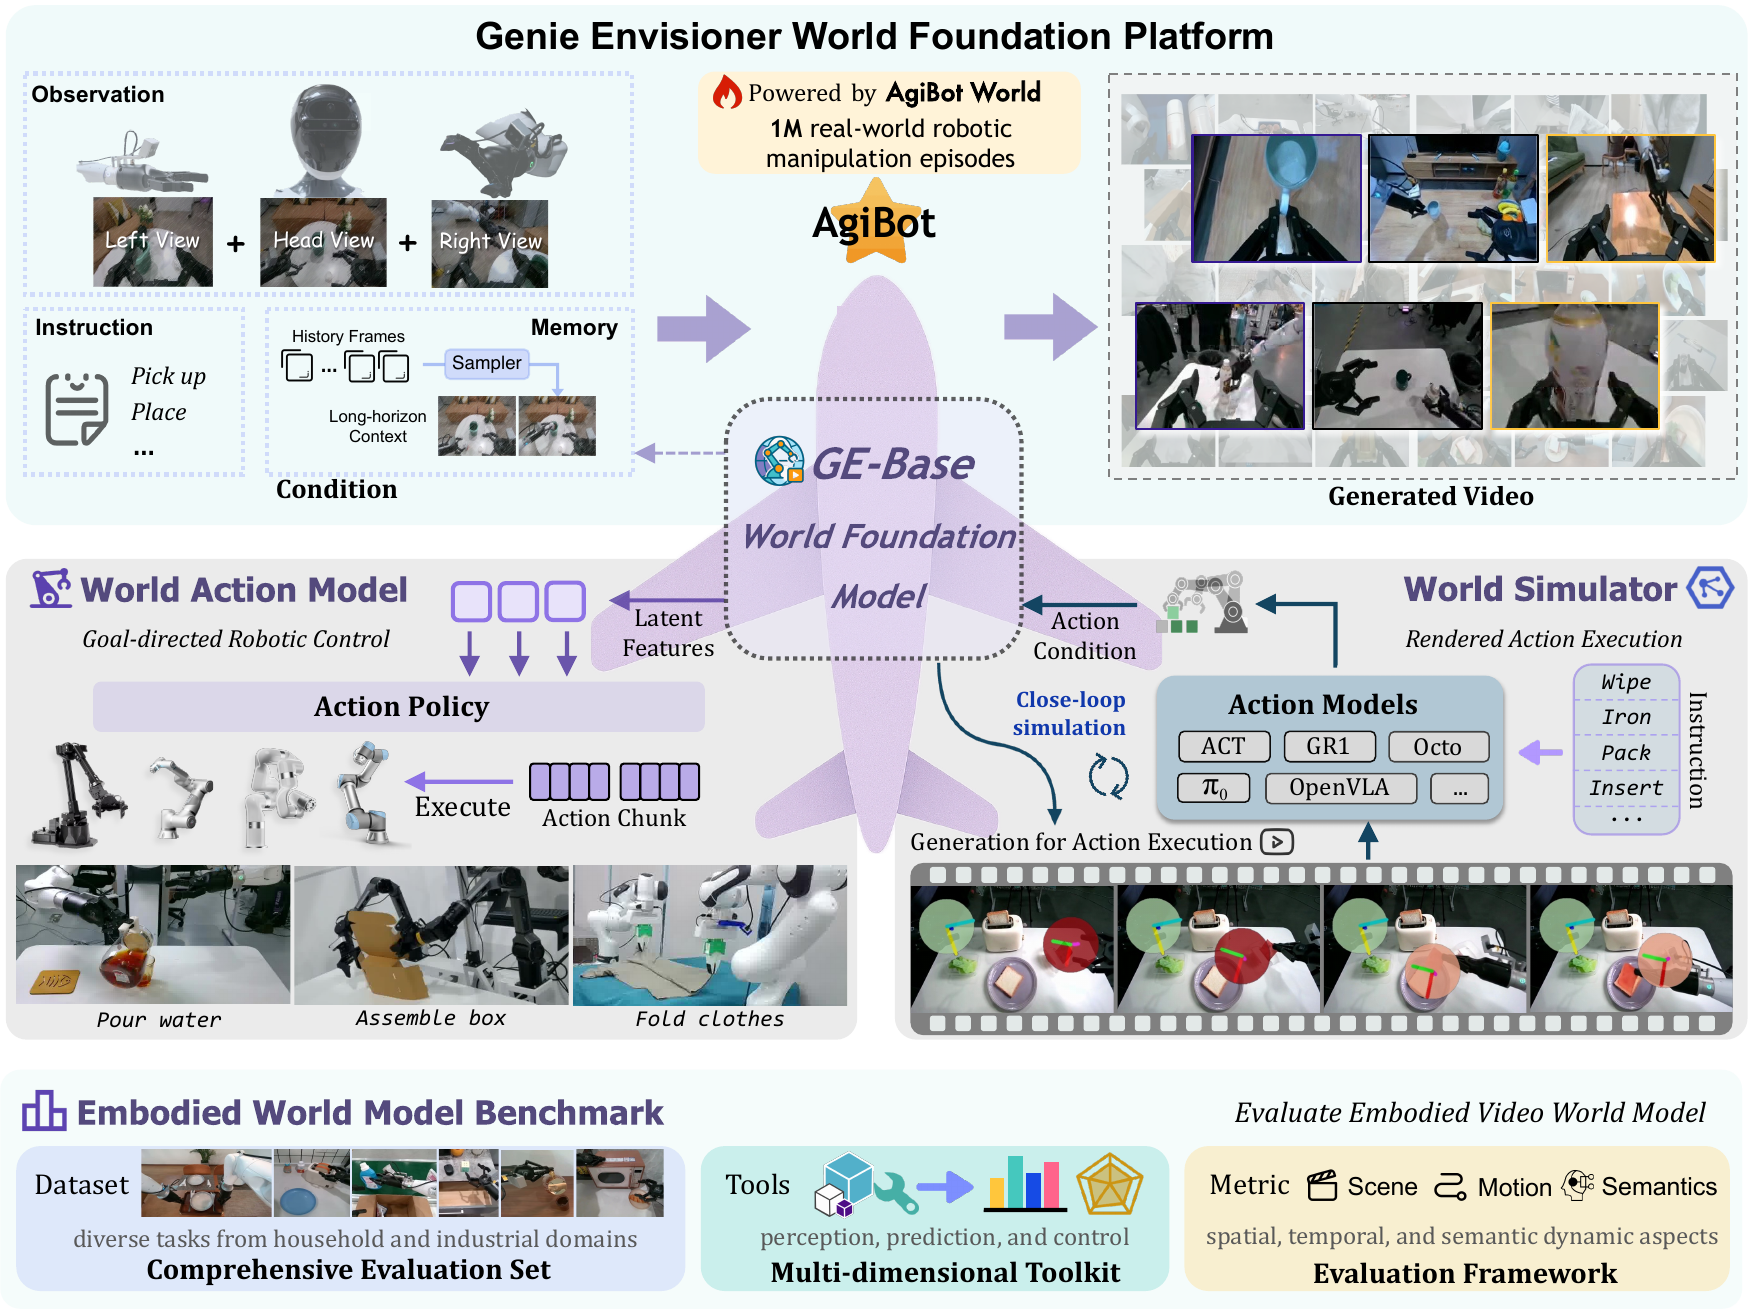 Genie Envisioner World Foundation Platform
Observation
Left View
+
Head View
+
Right View
Instruction
Pick up
Place
...
Memory
History Frames
...
Sampler
Long-horizon
Context
Condition
Powered by AgiBot World
1M real-world robotic
manipulation episodes
AgiBot
Generated Video
GE-Base
World Foundation
Model
World Action Model
Goal-directed Robotic Control
Latent
Features
Action Policy
Execute
Action Chunk
Pour water
Assemble box
Fold clothes
World Simulator
Rendered Action Execution
Action
Condition
Close-loop
simulation
Action Models
ACT
GR1
Octo
π0
OpenVLA
...
Wipe
Iron
Pack
Insert
...
Instruction
Generation for Action Execution
Embodied World Model Benchmark
Evaluate Embodied Video World Model
Dataset
diverse tasks from household and industrial domains
Comprehensive Evaluation Set
Tools
perception, prediction, and control
Multi-dimensional Toolkit
Metric
Scene
Motion
Semantics
spatial, temporal, and semantic dynamic aspects
Evaluation Framework